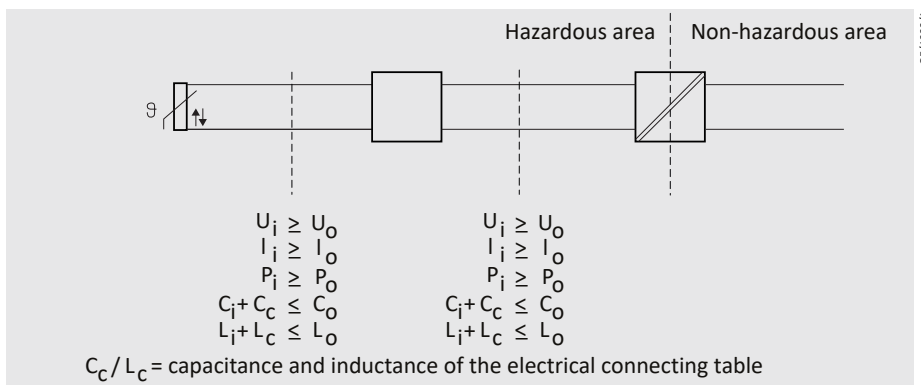 Hazardous area Non-hazardous area
ϑ
Ui ≥ Uo Ui ≥ Uo
Ii ≥ Io Ii ≥ Io
Pi ≥ Po Pi ≥ Po
Ci+ Cc ≤ Co Ci+ Cc ≤ Co
Li+ Lc ≤ Lo Li+ Lc ≤ Lo
Cc / Lc = capacitance and inductance of the electrical connecting table